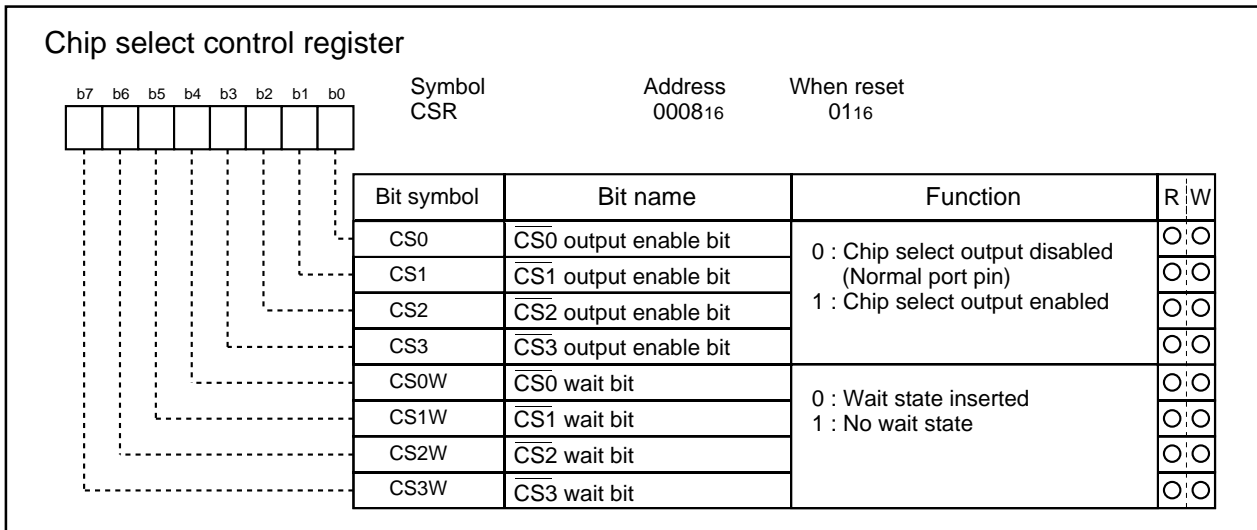 Chip select control register
Symbol Address When reset
b7 b6 b5 b4 b3 b2 b1 b0
CSR 000816 0116
Bit symbol Bit name Function R W
CS0 CS0 output enable bit
0 : Chip select output disabled
(Normal port pin)
1 : Chip select output enabled
CS1 CS1 output enable bit
CS2 CS2 output enable bit
CS3 CS3 output enable bit
CS0W CS0 wait bit
0 : Wait state inserted
1 : No wait state
CS1W CS1 wait bit
CS2W CS2 wait bit
CS3W CS3 wait bit